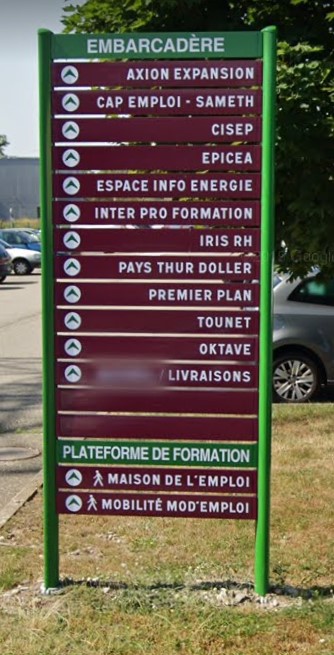 EMBARCADÈRE
AXION EXPANSION
CAP EMPLOI - SAMETH
CISEP
EPICEA
ESPACE INFO ENERGIE
INTER PRO FORMATION
IRIS RH
PAYS THUR DOLLER
PREMIER PLAN
TOUNET
OKTAVE
/ LIVRAISONS
PLATEFORME DE FORMATION
MAISON DE L'EMPLOI
MOBILITÉ MOD'EMPLOI